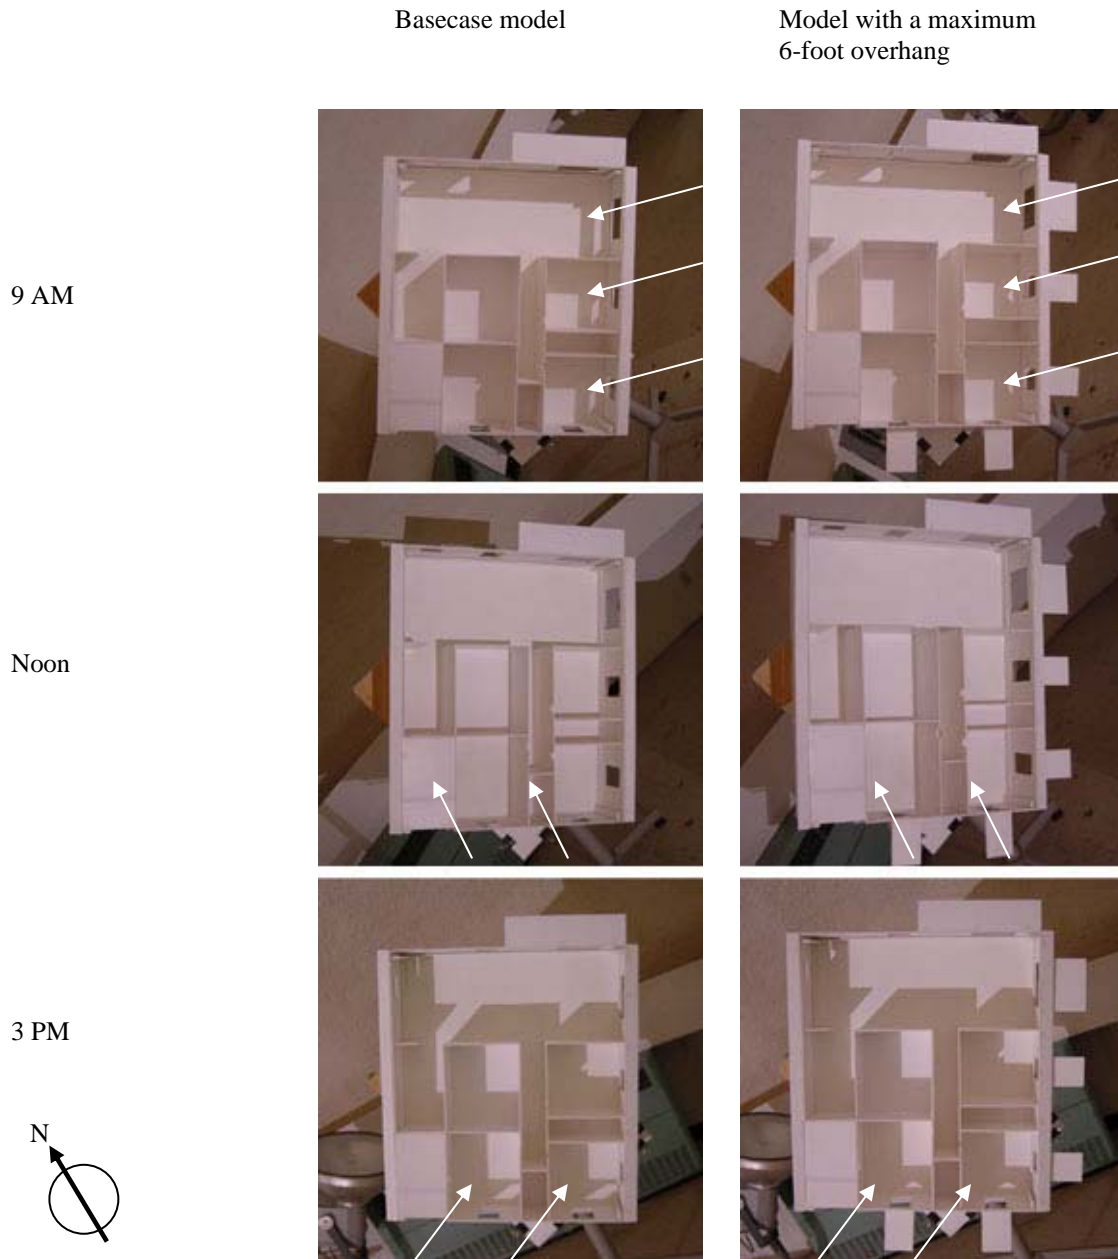 Basecase model
Model with a maximum
6-foot overhang
9 AM
Noon
3 PM
N